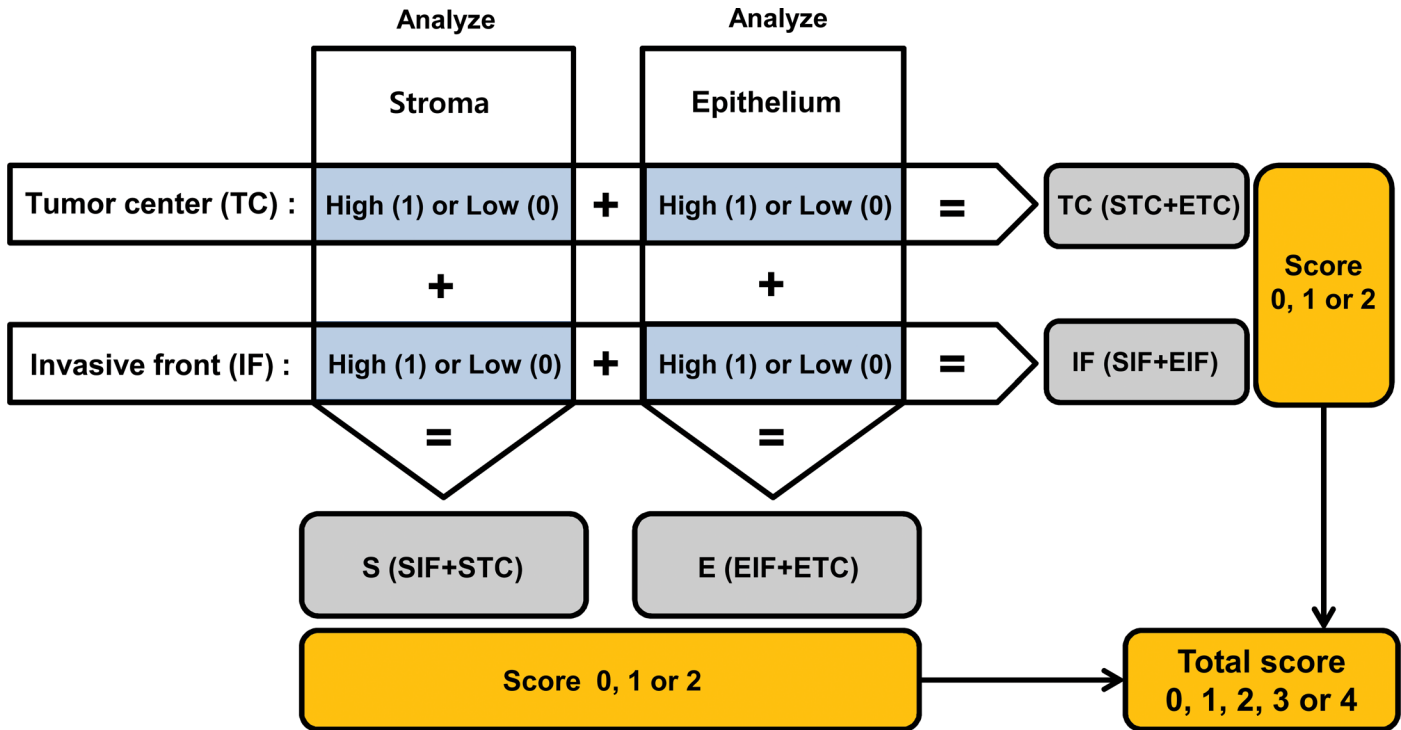 Analyze
Analyze
Stroma
Epithelium
Tumor center (TC) :
High (1) or Low (0)
+
High (1) or Low (0)
=
TC (STC+ETC)
Score
0, 1 or 2
+
+
Invasive front (IF) :
High (1) or Low (0)
+
High (1) or Low (0)
=
IF (SIF+EIF)
=
=
S (SIF+STC)
E (EIF+ETC)
Score 0, 1 or 2
Total score
0, 1, 2, 3 or 4